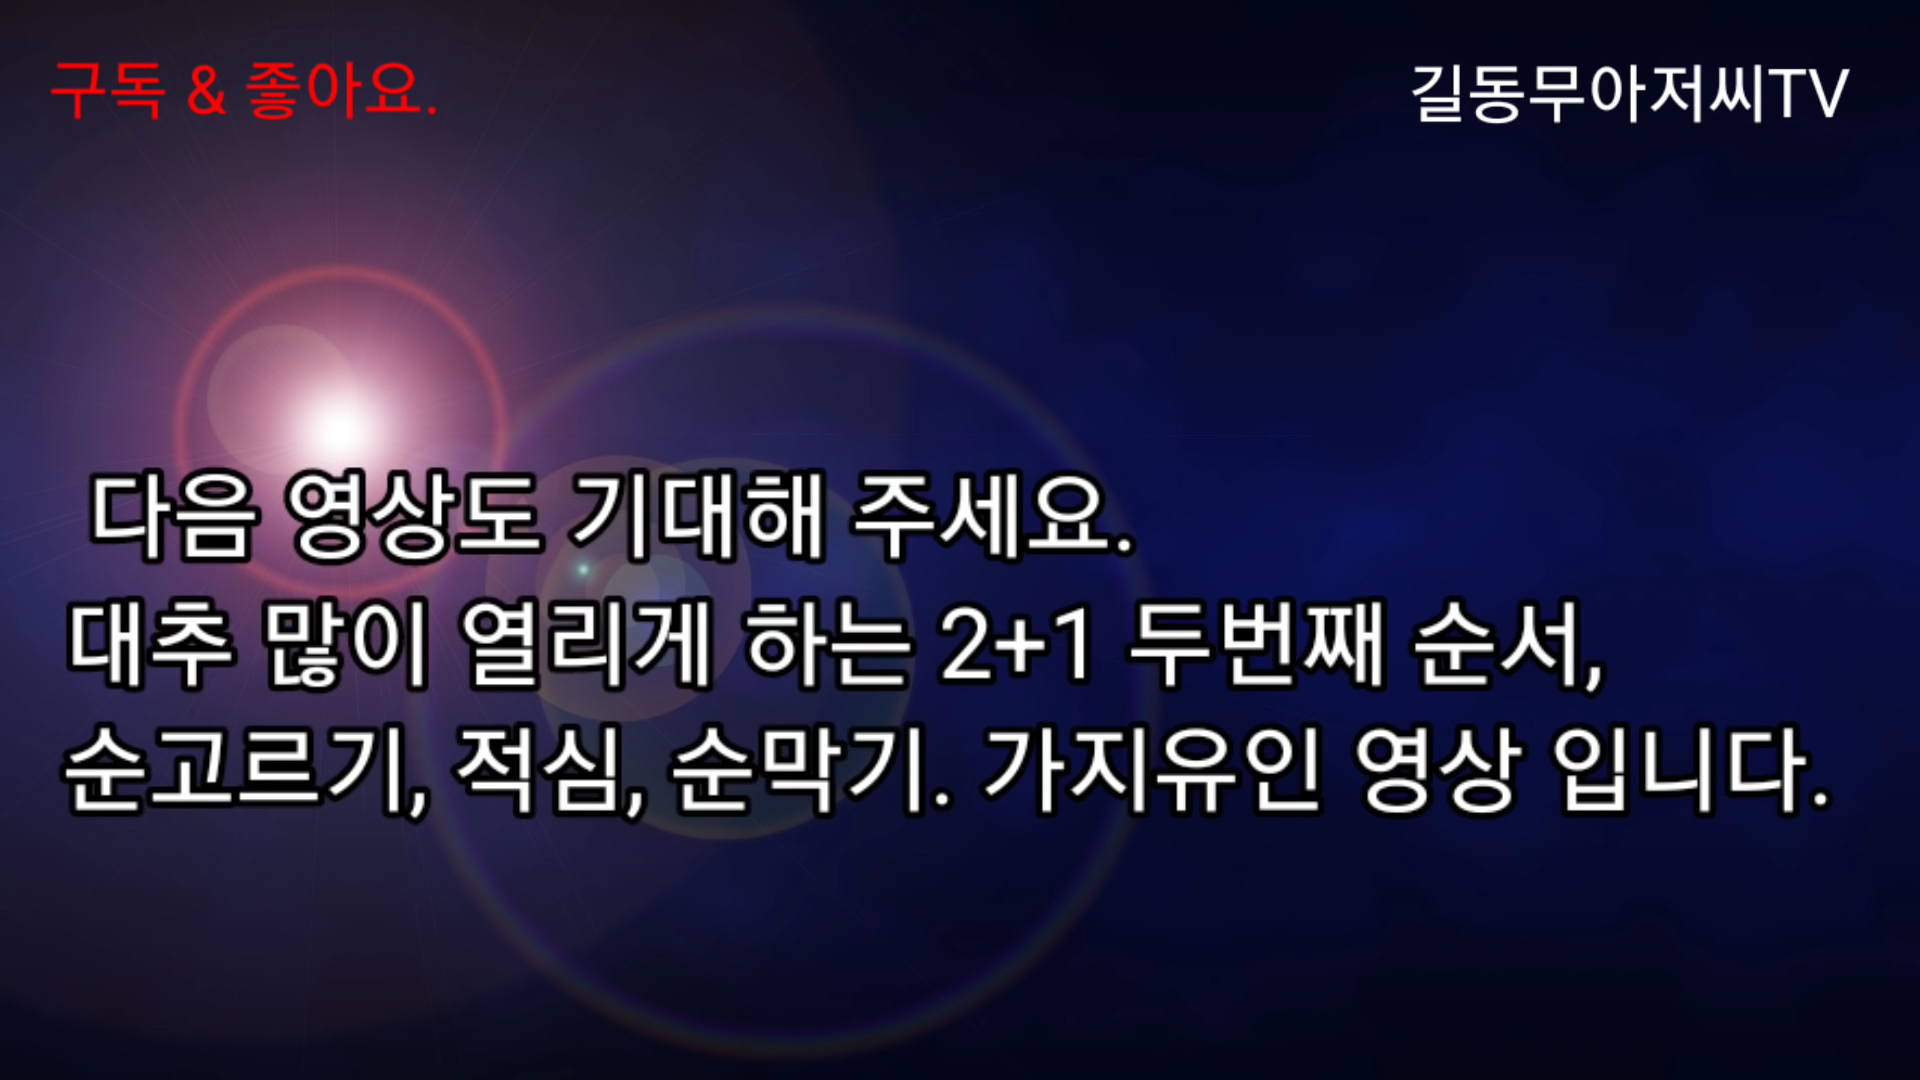 구독 & 좋아요.
길동무아저씨TV
다음 영상도 기대해 주세요.
대추 많이 열리게 하는 2+1 두번째 순서,
순고르기, 적심, 순막기. 가지유인 영상 입니다.